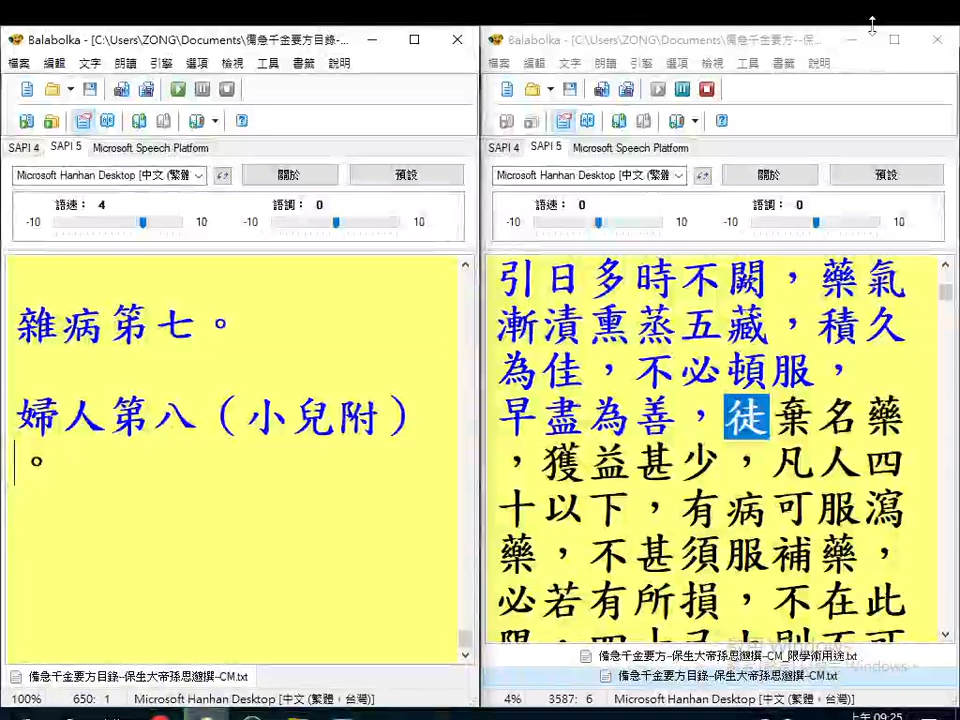 Balabolka - [C:\Users\ZONG\Documents\備急千金要方目錄-...
檔案 編輯 文字 朗讀 引擎 選項 檢視 工具 書籤 說明
SAPI 4 SAPI 5 Microsoft Speech Platform
Microsoft Hanhan Desktop [中文 (繁體
關於
預設
語速： 4
語調： 0
-10 10 -10 10
雜病第七。
婦人第八（小兒附）
。
備急千金要方目錄-保生大帝孫思邈撰-CM.txt
100% 650: 1 Microsoft Hanhan Desktop [中文 (繁體，台灣)]
Balabolka - [C:\Users\ZONG\Documents\備急千金要方--保...
檔案 編輯 文字 朗讀 引擎 選項 檢視 工具 書籤 說明
SAPI 4 SAPI 5 Microsoft Speech Platform
Microsoft Hanhan Desktop [中文 (繁體
關於
預設
語速： 0
語調： 0
-10 10 -10 10
引日多時不闕，藥氣
漸漬熏蒸五藏，積久
為佳，不必頓服，
早盡為善，徒棄名藥
，獲益甚少，凡人四
十以下，有病可服瀉
藥，不甚須服補藥，
必若有所損，不在此
限，四十已上則不可
備急千金要方-保生大帝孫思邈撰-CM_限學術用途.txt
備急千金要方目錄-保生大帝孫思邈撰-CM.txt
4% 3587: 6 Microsoft Hanhan Desktop [中文 (繁體，台灣)]
上午 09:25